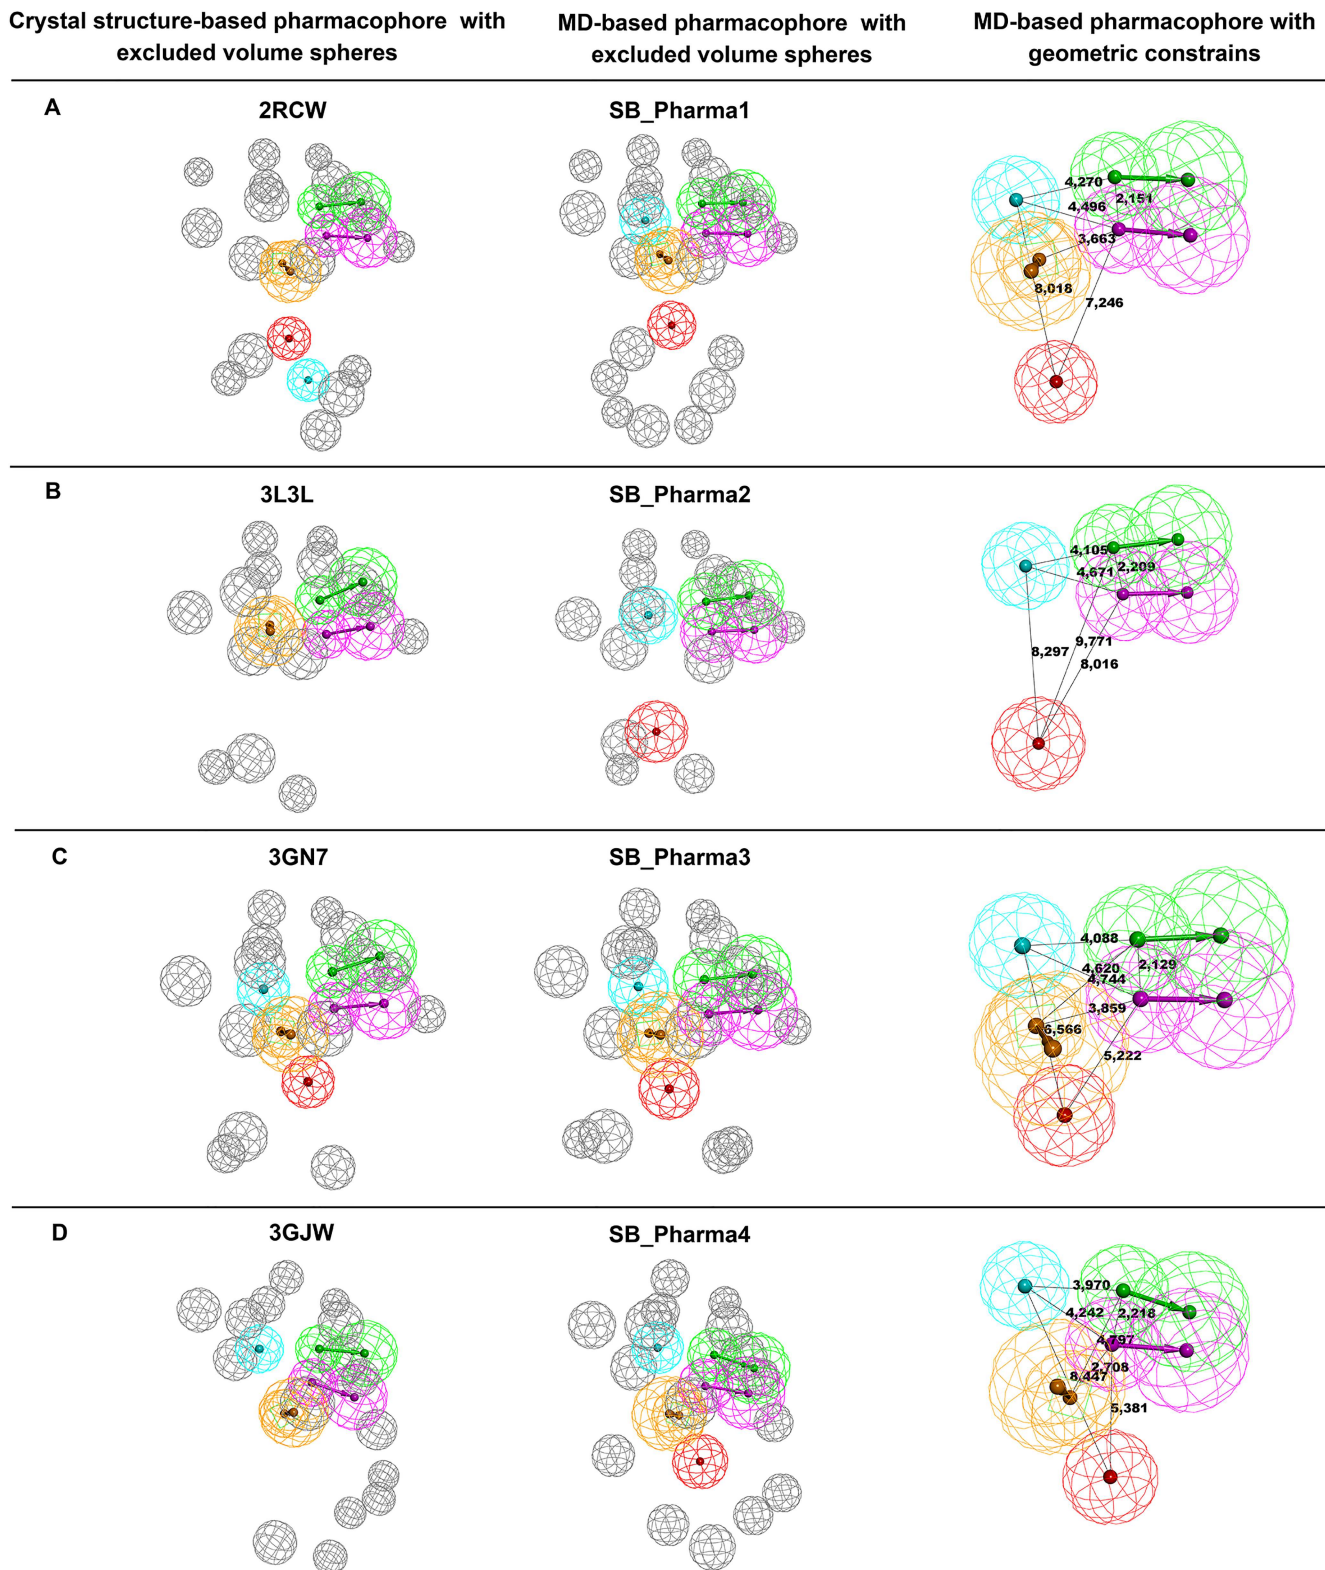 Crystal structure-based pharmacophore with
excluded volume spheres
MD-based pharmacophore with
excluded volume spheres
MD-based pharmacophore with
geometric constrains
A
2RCW
SB_Pharma1
4,270
2,151
4,496
3,663
8,018
7,246
B
3L3L
SB_Pharma2
4,105
4,671
2,209
9,771
8,297
8,016
C
3GN7
SB_Pharma3
4,088
4,620
2,129
4,744
3,859
6,566
5,222
D
3GJW
SB_Pharma4
3,970
4,242
2,218
4,797
2,708
8,447
5,381